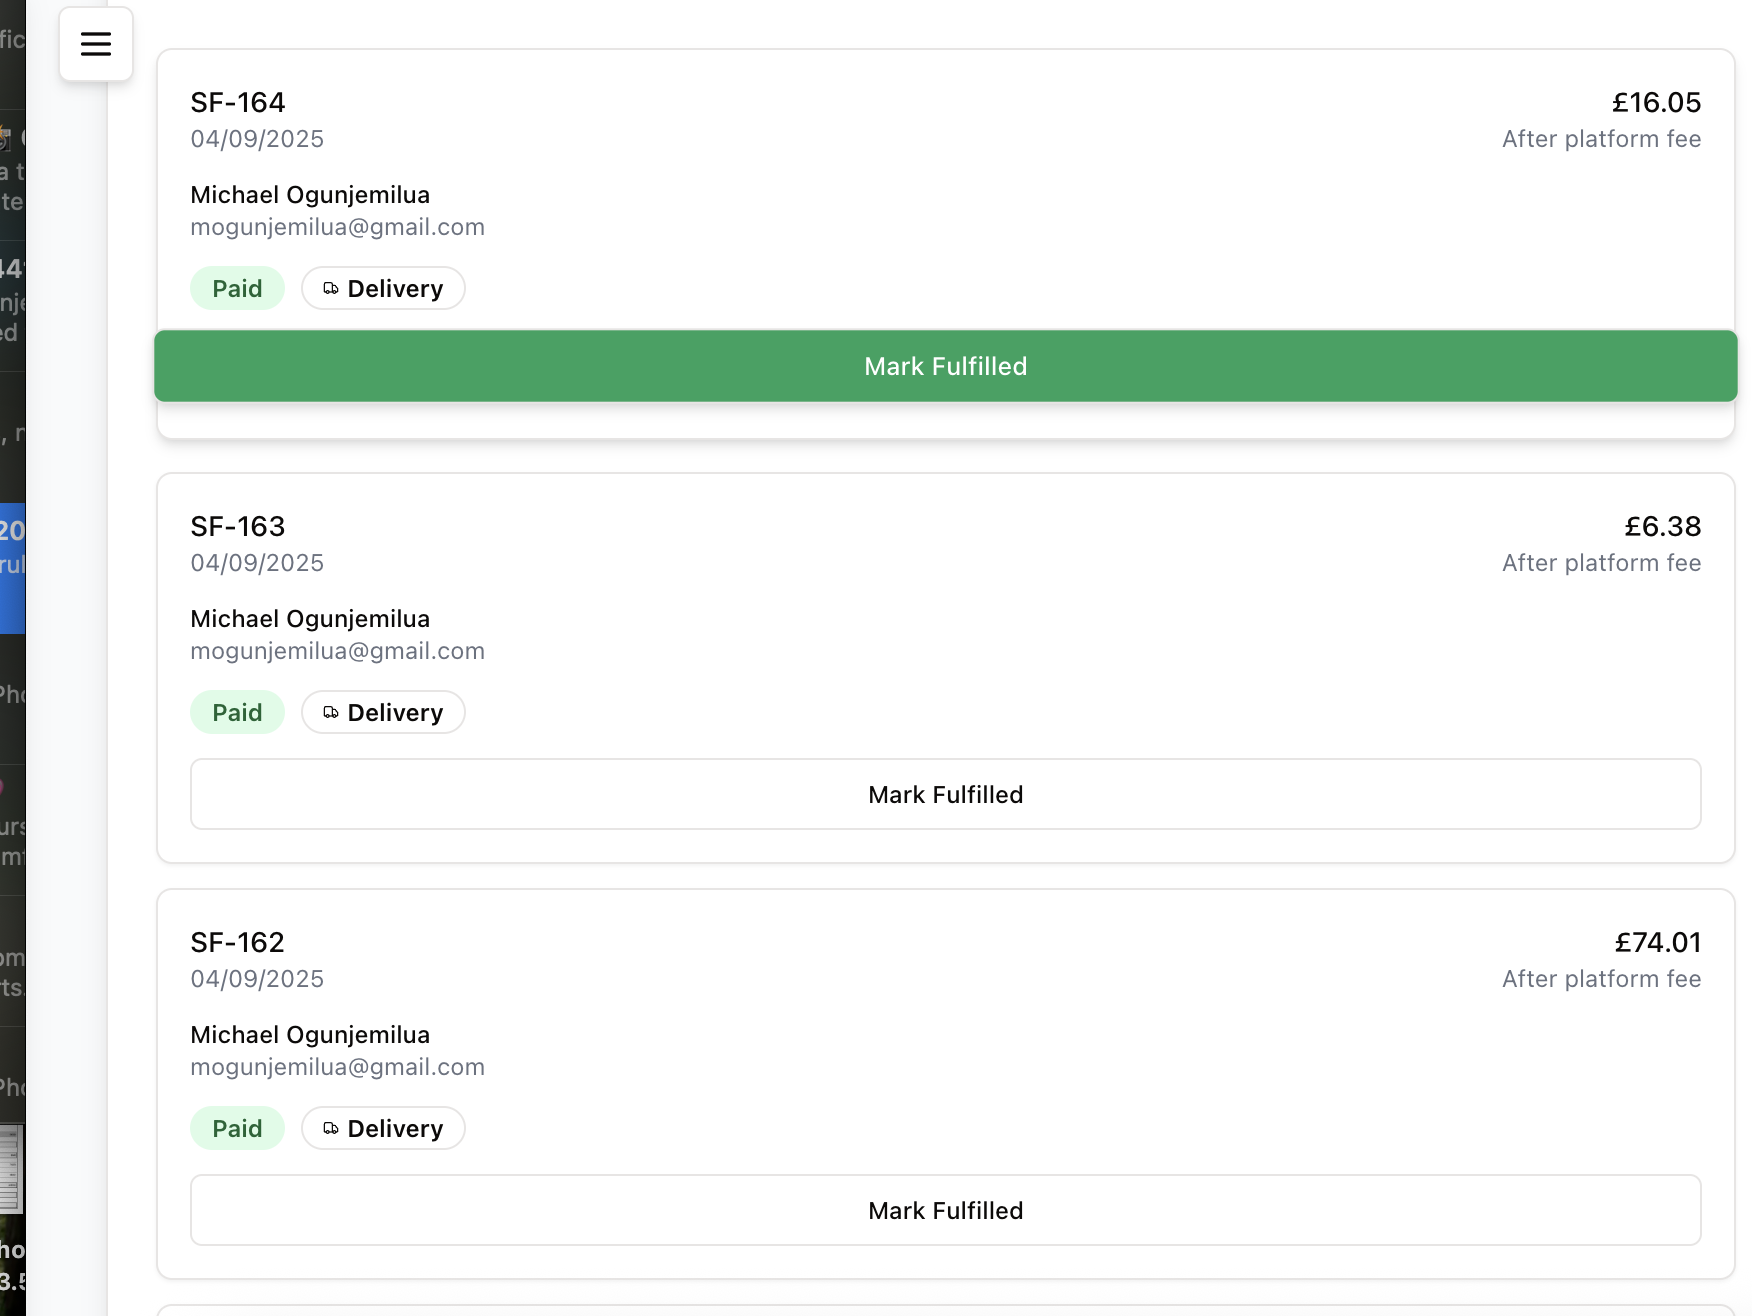 SF-164
£16.05
04/09/2025
After platform fee
Michael Ogunjemilua
mogunjemilua@gmail.com
Paid
Delivery
Mark Fulfilled
SF-163
£6.38
04/09/2025
After platform fee
Michael Ogunjemilua
mogunjemilua@gmail.com
Paid
Delivery
Mark Fulfilled
SF-162
£74.01
04/09/2025
After platform fee
Michael Ogunjemilua
mogunjemilua@gmail.com
Paid
Delivery
Mark Fulfilled